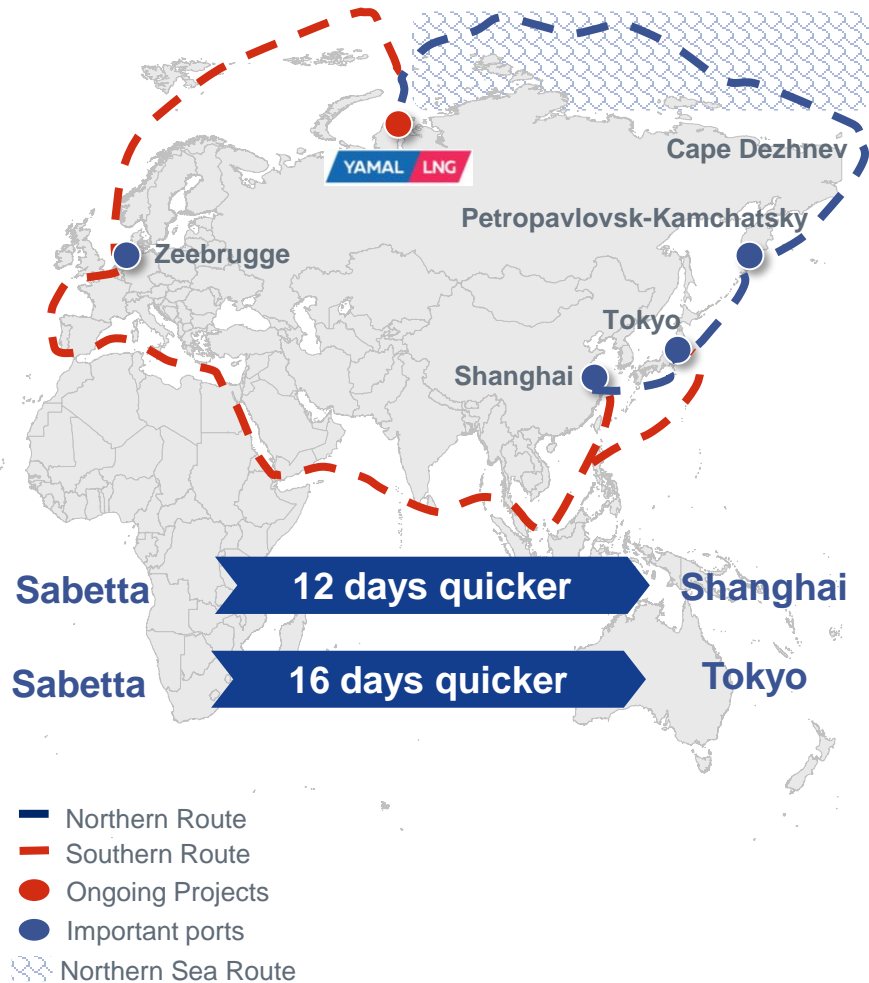 YAMAL LNG
Cape Dezhnev
Petropavlovsk-Kamchatsky
Zeebrugge
Tokyo
Shanghai
Sabetta 12 days quicker Shanghai
Sabetta 16 days quicker Tokyo
Northern Route
Southern Route
Ongoing Projects
Important ports
Northern Sea Route